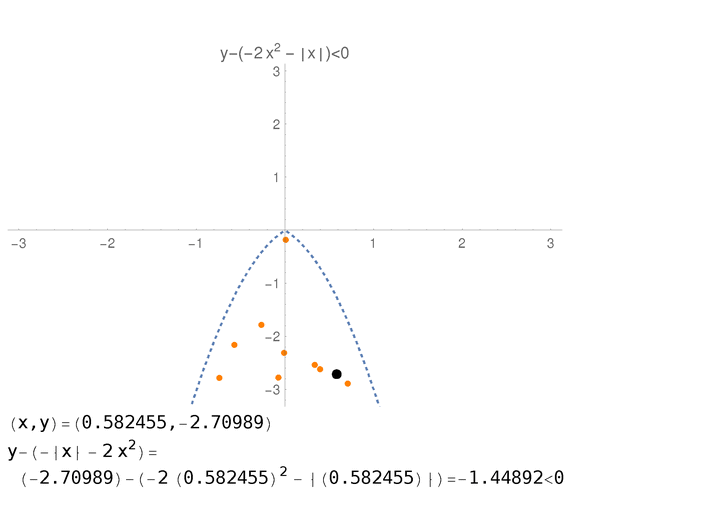 y−(−2 x² − |x|)<0
3
2
1
−3 −2 −1 1 2 3
−1
−2
−3
(x,y)=(0.582455,−2.70989)
y−(−|x| − 2 x²)=
(−2.70989)−(−2 (0.582455)² − |(0.582455)|)=−1.44892<0